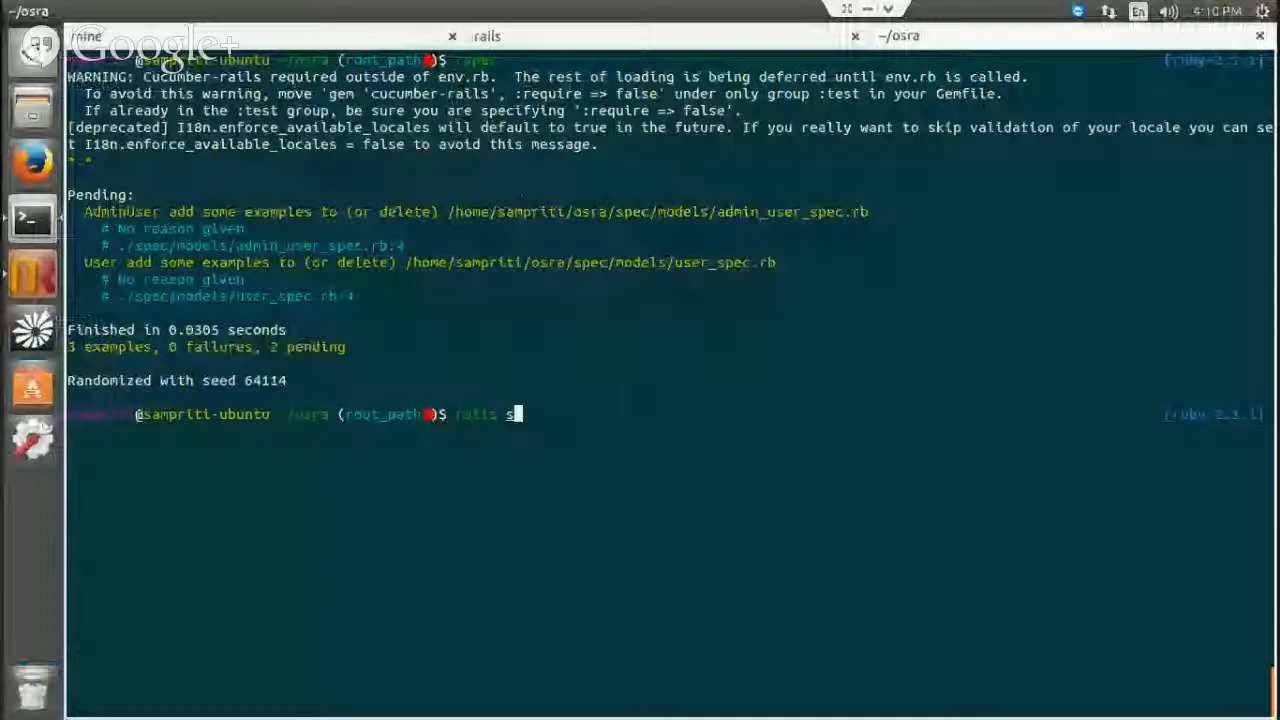 ~/osra
En
4:10 PM
Google+
mine
rails
~/osra
@sampriti-ubuntu ~/osra (root_path)$ rspec
WARNING: Cucumber-rails required outside of env.rb.  The rest of loading is being deferred until env.rb is called.
To avoid this warning, move 'gem 'cucumber-rails', :require => false' under only group :test in your Gemfile.
If already in the :test group, be sure you are specifying ':require => false'.
[deprecated] I18n.enforce_available_locales will default to true in the future. If you really want to skip validation of your locale you can se
t I18n.enforce_available_locales = false to avoid this message.
Pending:
AdminUser add some examples to (or delete) /home/sampriti/osra/spec/models/admin_user_spec.rb
# No reason given
# ./spec/models/admin_user_spec.rb:4
User add some examples to (or delete) /home/sampriti/osra/spec/models/user_spec.rb
# No reason given
# ./spec/models/user_spec.rb:4
Finished in 0.0305 seconds
3 examples, 0 failures, 2 pending
Randomized with seed 64114
@sampriti-ubuntu ~/osra (root_path)$ rails s